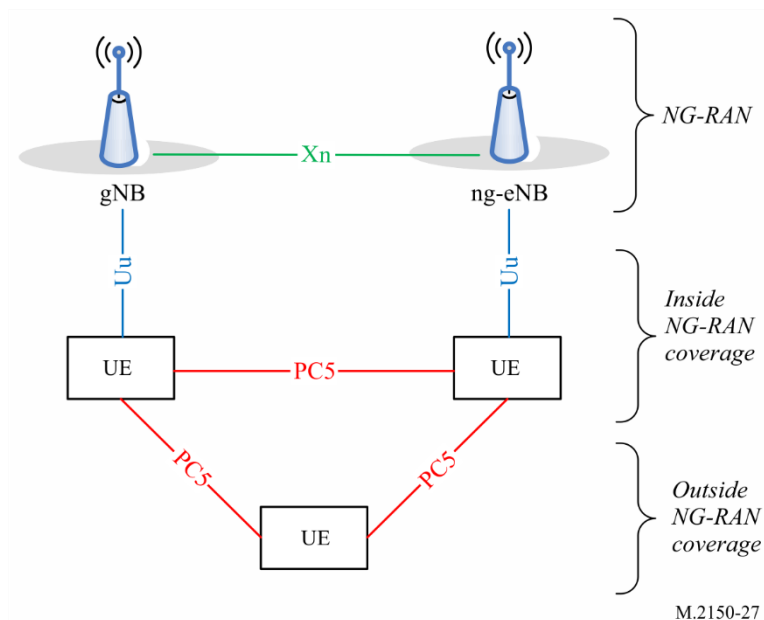 NG-RAN
Xn
gNB
ng-eNB
Uu
Uu
Inside
NG-RAN
coverage
UE
PC5
UE
PC5
PC5
Outside
NG-RAN
coverage
UE
M.2150-27